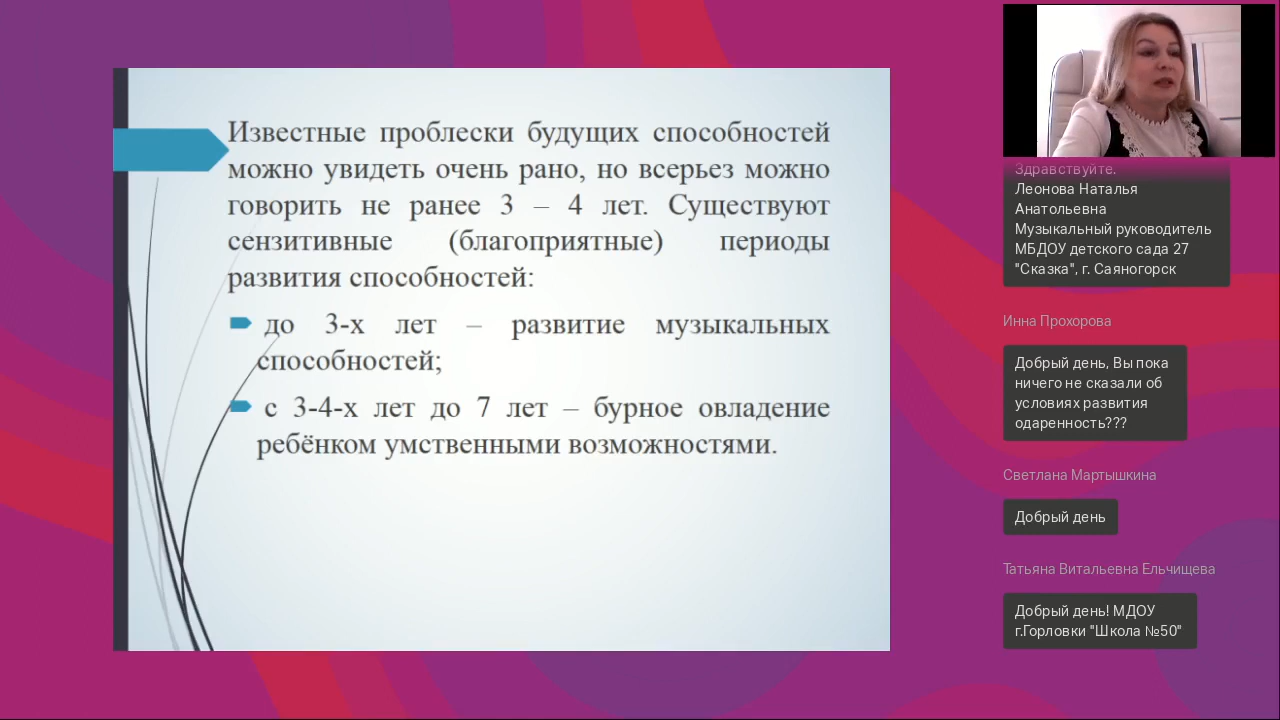 Известные проблески будущих способностей
можно увидеть очень рано, но всерьез можно
говорить не ранее 3 – 4 лет. Существуют
сензитивные (благоприятные) периоды
развития способностей:
до 3-х лет – развитие музыкальных
способностей;
с 3-4-х лет до 7 лет – бурное овладение
ребёнком умственными возможностями.
Здравствуйте.
Леонова Наталья
Анатольевна
Музыкальный руководитель
МБДОУ детского сада 27
"Сказка", г. Саяногорск
Инна Прохорова
Добрый день, Вы пока
ничего не сказали об
условиях развития
одаренность???
Светлана Мартышкина
Добрый день
Татьяна Витальевна Ельчищева
Добрый день! МДОУ
г.Горловки "Школа №50"